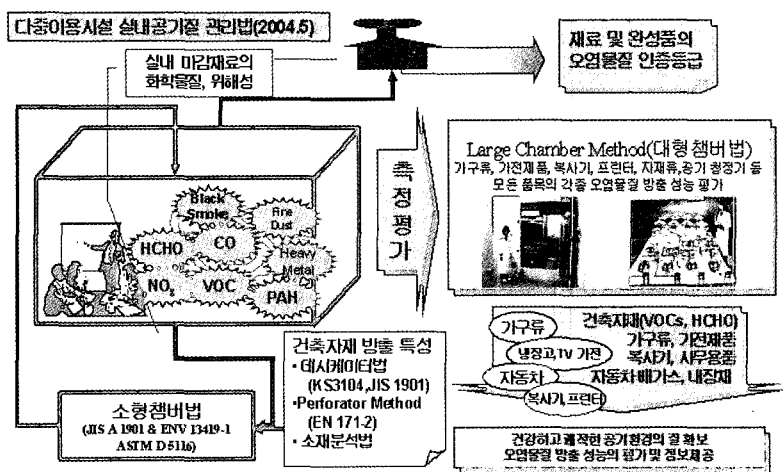 다중이용시설 실내공기질 관리법(2004.5)
실내 마감재료의
화학물질, 위해성
재료 및 완성품의
오염물질 인증등급
Black
Smoke
Fine
Dust
HCHO
CO
Heavy
Metal
NOx
VOC
PAH
측정평가
Large Chamber Method(대형챔버법)
가구류, 가전제품, 복사기, 프린터, 자재류,공기 청정기 등
모든 품목의 각종 오염물질 방출 성능 평가
건축자재 방출 특성
• 데시케이터법
(KS3104,JIS 1901)
•Perforator Method
(EN 171-2)
• 소재분석법
소형챔버법
(JIS A 1901 & ENV 13419-1
ASTM D5116)
가구류
냉장고,TV 가전
자동차
복사기, 프린터
건축자재(VOCs, HCHO)
가구류, 가전제품
복사기, 사무용품
자동차배기가스, 내장재
건강하고 쾌적한 공기환경의 질 확보
오염물질 방출 성능의 평가 및 정보제공